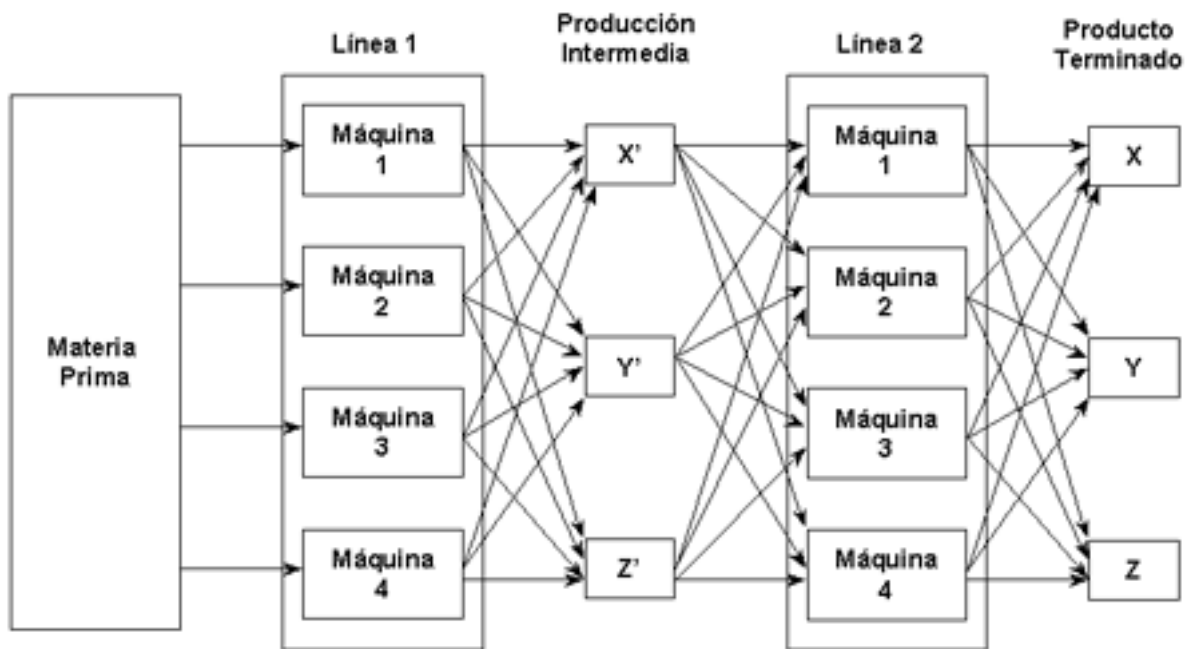 Línea 1
Producción
Intermedia
Línea 2
Producto
Terminado
Materia
Prima
Máquina
1
Máquina
2
Máquina
3
Máquina
4
X'
Y'
Z'
Máquina
1
Máquina
2
Máquina
3
Máquina
4
X
Y
Z